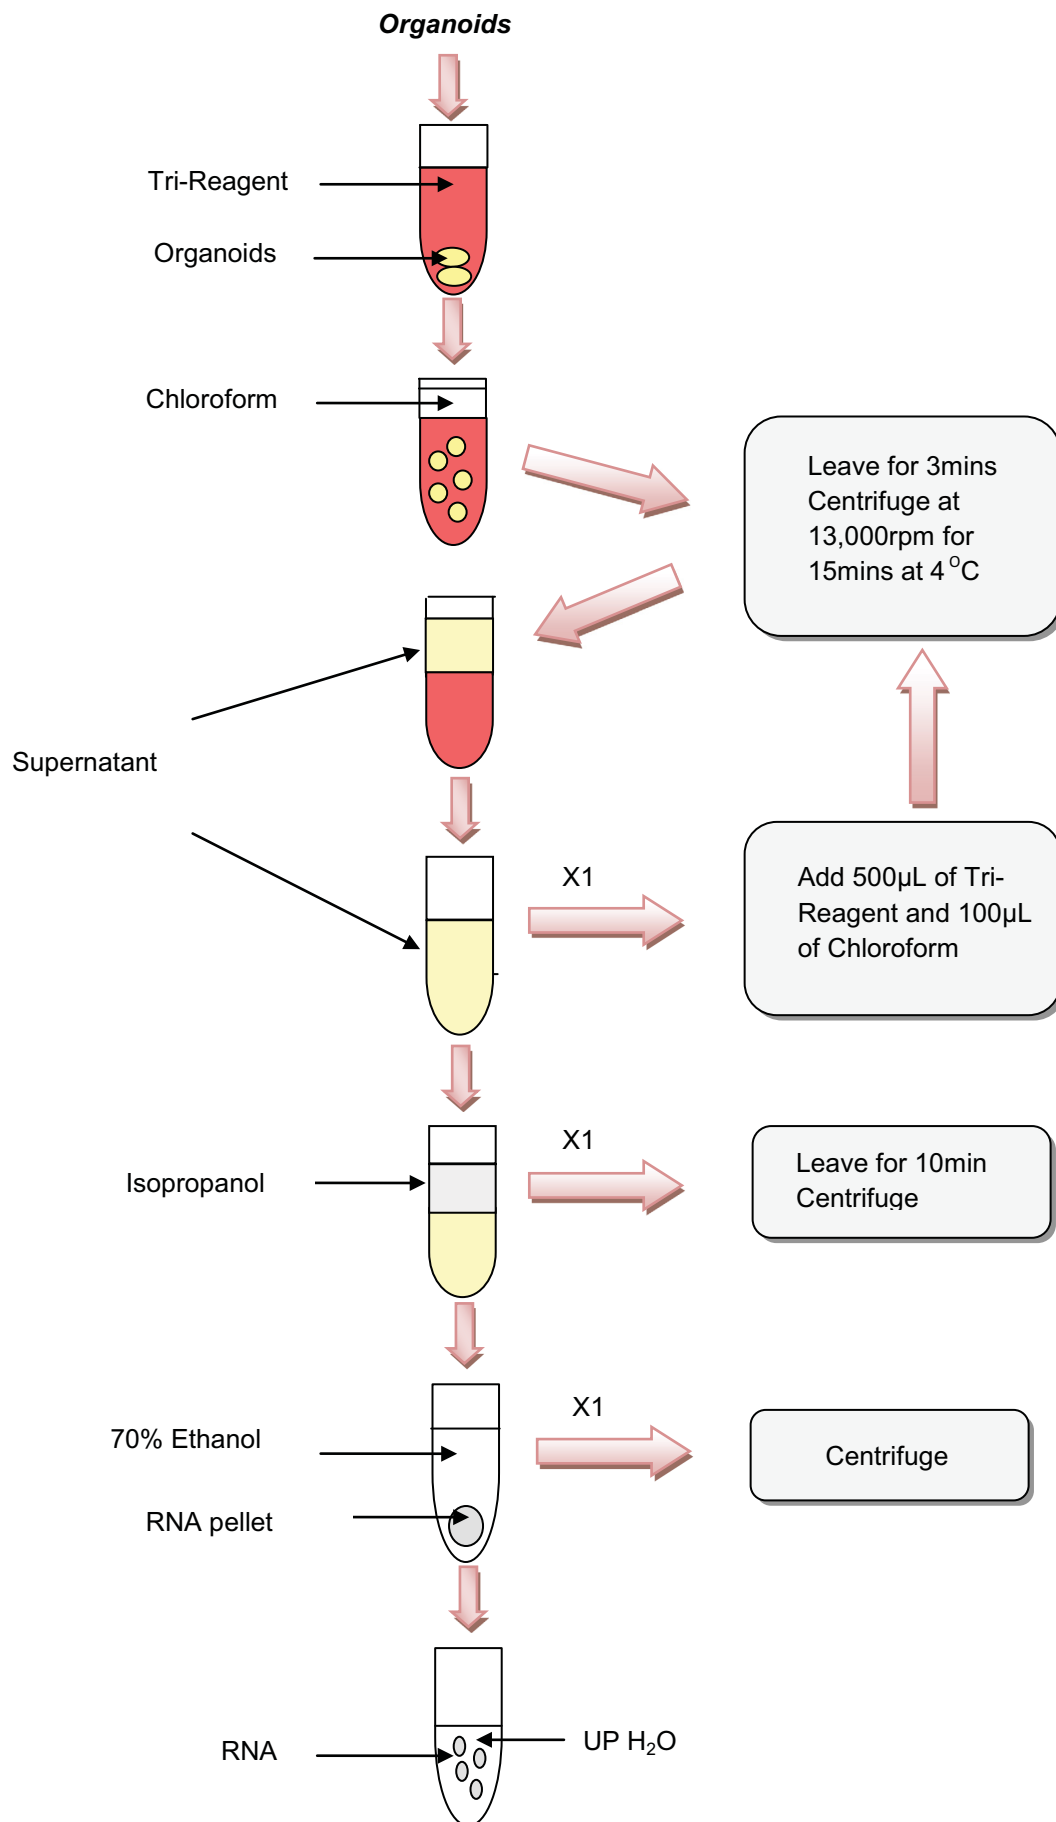 Organoids
Tri-Reagent
Organoids
Chloroform
Leave for 3mins
Centrifuge at
13,000rpm for
15mins at 4 °C
Supernatant
X1
Add 500µL of Tri-
Reagent and 100µL
of Chloroform
Isopropanol
X1
Leave for 10min
Centrifuge
70% Ethanol
X1
Centrifuge
RNA pellet
RNA
UP H₂O